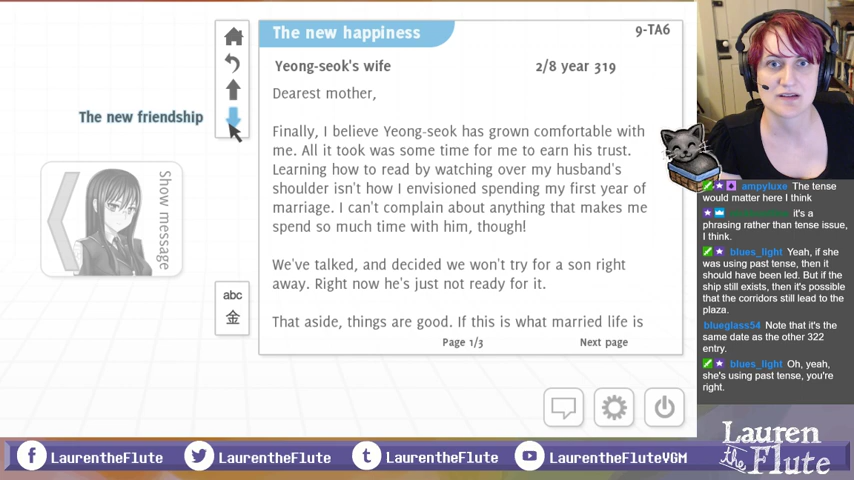 The new happiness
9-TA6
Yeong-seok's wife
2/8 year 319
Dearest mother,
Finally, I believe Yeong-seok has grown comfortable with
me. All it took was some time for me to earn his trust.
Learning how to read by watching over my husband's
shoulder isn't how I envisioned spending my first year of
marriage. I can't complain about anything that makes me
spend so much time with him, though!
We've talked, and decided we won't try for a son right
away. Right now he's just not ready for it.
That aside, things are good. If this is what married life is
Page 1/3
Next page
The new friendship
Show message
abc
金
ampyluxe The tense
would matter here I think
it's a
phrasing rather than tense issue,
I think.
blues_light Yeah, if she
was using past tense, then it
should have been led. But if the
ship still exists, then it's possible
that the corridors still lead to the
plaza.
blueglass54 Note that it's the
same date as the other 322
entry.
blues_light Oh, yeah,
she's using past tense, you're
right.
LaurentheFlute
LaurentheFlute
LaurentheFlute
LaurentheFluteVGM
Lauren
the Flute